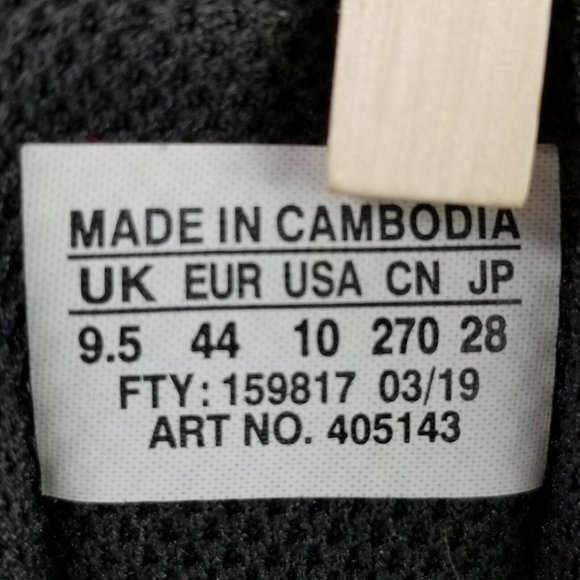 MADE IN CAMBODIA
UK EUR USA CN JP
9.5 44 10 270 28
FTY: 159817 03/19
ART NO. 405143